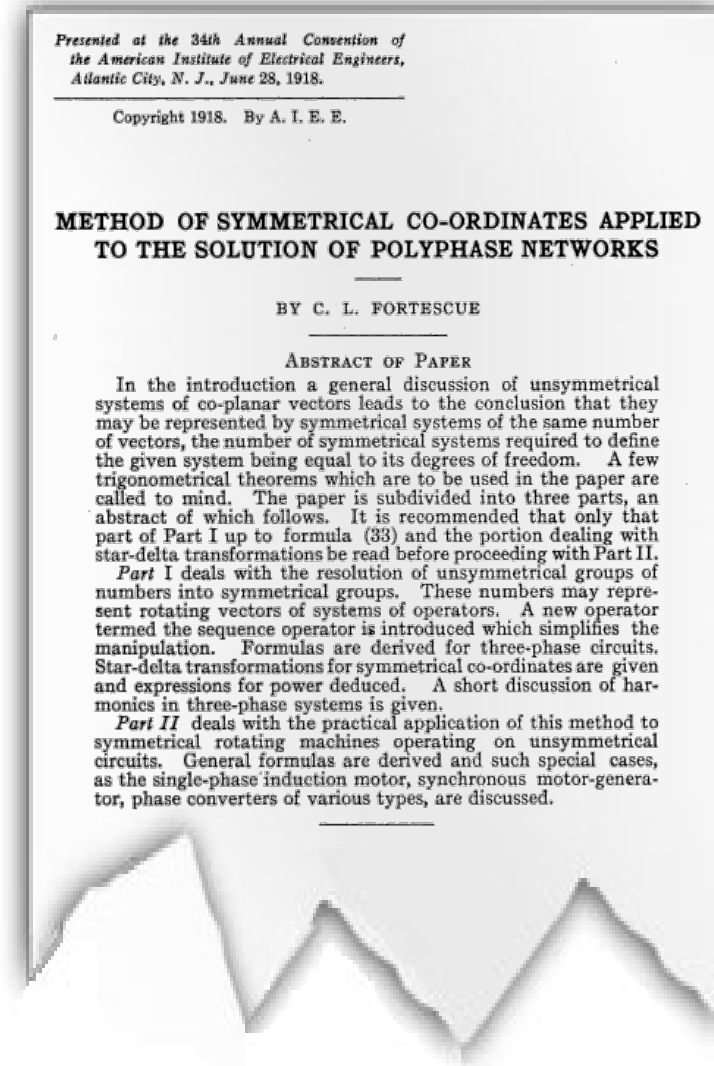 Presented at the 34th Annual Convention of
the American Institute of Electrical Engineers,
Atlantic City, N. J., June 28, 1918.
Copyright 1918. By A. I. E. E.
METHOD OF SYMMETRICAL CO-ORDINATES APPLIED
TO THE SOLUTION OF POLYPHASE NETWORKS
BY C. L. FORTESCUE
ABSTRACT OF PAPER
In the introduction a general discussion of unsymmetrical
systems of co-planar vectors leads to the conclusion that they
may be represented by symmetrical systems of the same number
of vectors, the number of symmetrical systems required to define
the given system being equal to its degrees of freedom. A few
trigonometrical theorems which are to be used in the paper are
called to mind. The paper is subdivided into three parts, an
abstract of which follows. It is recommended that only that
part of Part I up to formula (33) and the portion dealing with
star-delta transformations be read before proceeding with Part II.
Part I deals with the resolution of unsymmetrical groups of
numbers into symmetrical groups. These numbers may repre-
sent rotating vectors of systems of operators. A new operator
termed the sequence operator is introduced which simplifies the
manipulation. Formulas are derived for three-phase circuits.
Star-delta transformations for symmetrical co-ordinates are given
and expressions for power deduced. A short discussion of har-
monics in three-phase systems is given.
Part II deals with the practical application of this method to
symmetrical rotating machines operating on unsymmetrical
circuits. General formulas are derived and such special cases,
as the single-phase induction motor, synchronous motor-genera-
tor, phase converters of various types, are discussed.